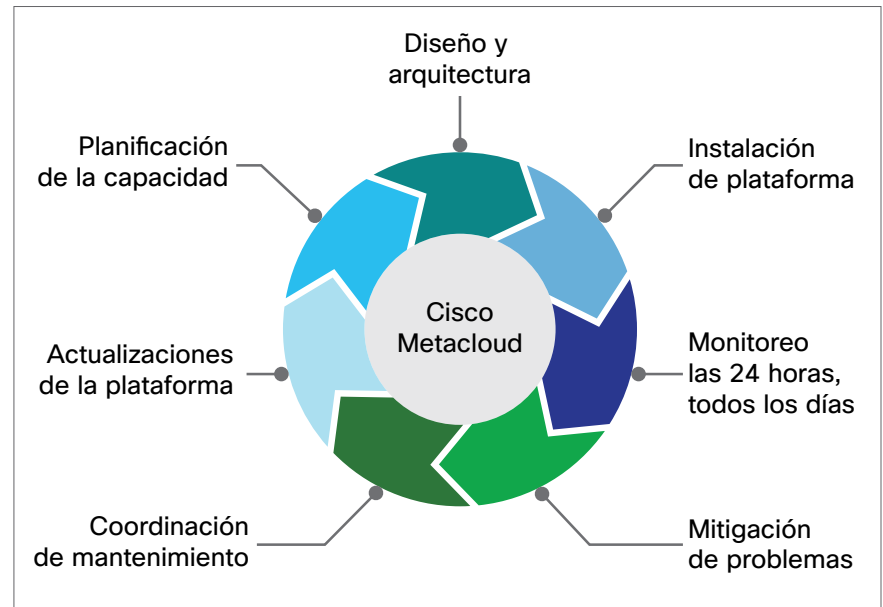 Diseño y
arquitectura
Instalación
de plataforma
Monitoreo
las 24 horas,
todos los días
Mitigación
de problemas
Coordinación
de mantenimiento
Actualizaciones
de la plataforma
Planificación
de la capacidad
Cisco
Metacloud